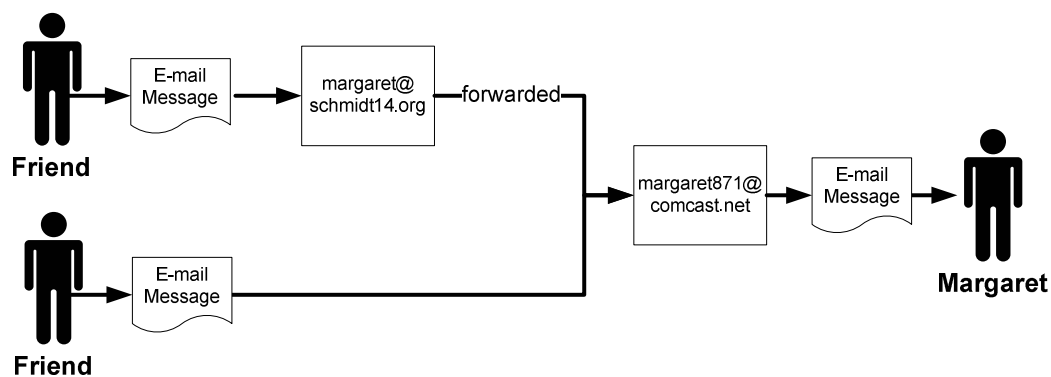 E-mail
Message
margaret@
schmidt14.org
forwarded
Friend
margaret871@
comcast.net
E-mail
Message
Margaret
E-mail
Message
Friend